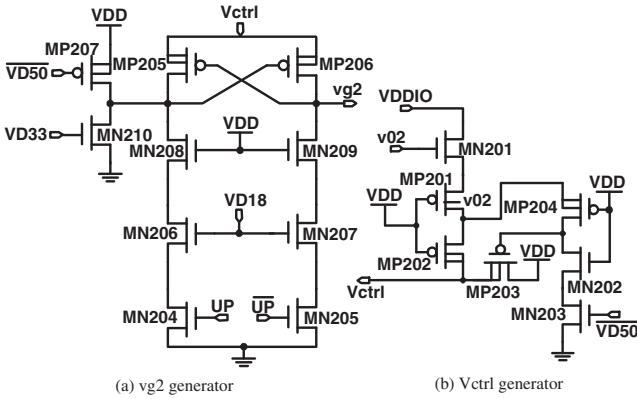 VDD
Vctrl
MP207
MP205
MP206
VD50
vg2
VDDIO
VD33
MN210
VDD
v02
MN201
MN208
MN209
MP201
VDD
v02
VDD
MP204
VD18
MN206
MN207
MP202
VDD
Vctrl
MP203
MN202
MN204
UP
UP
MN205
MN203
VD50
(a) vg2 generator
(b) Vctrl generator